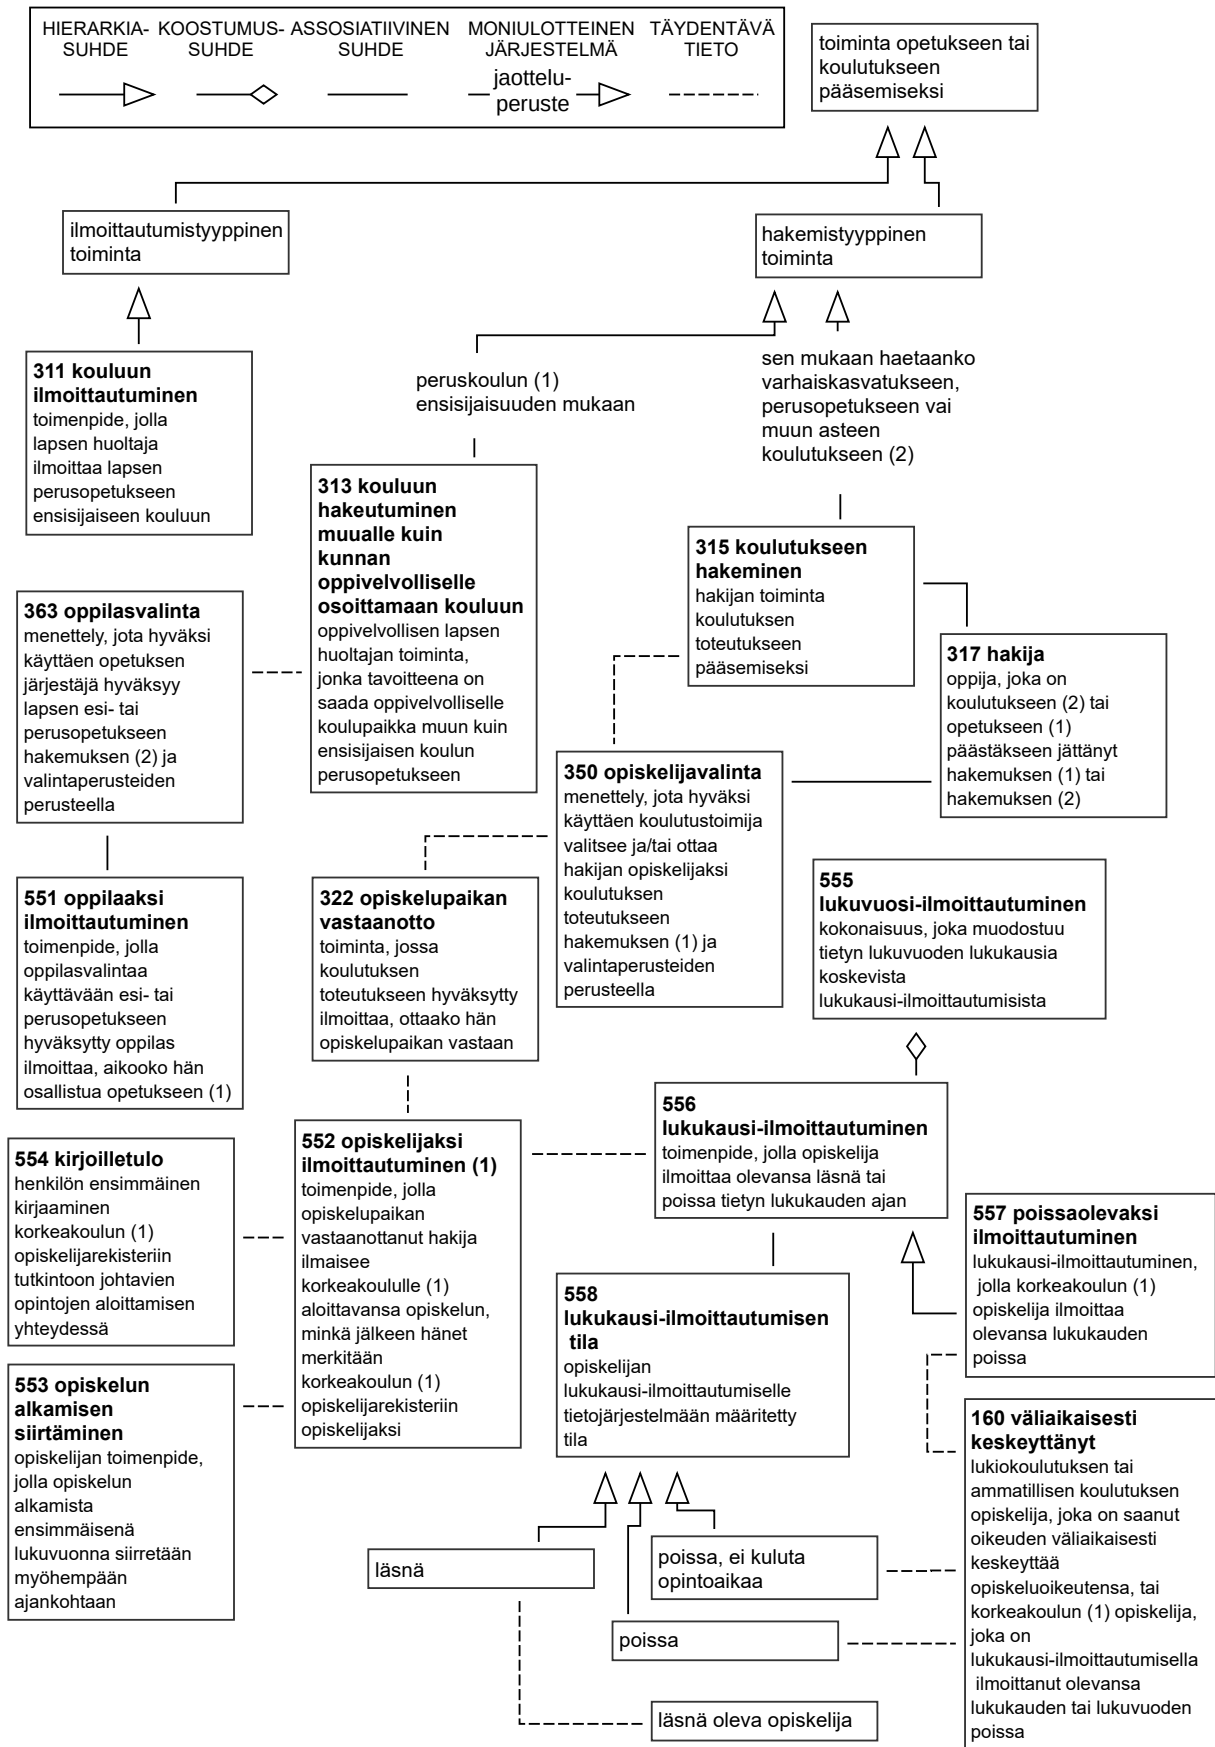 HIERARKIA-
SUHDE
KOOSTUMUS-
SUHDE
ASSOSIATIIVINEN
SUHDE
MONIULOTTEINEN
JÄRJESTELMÄ
jaottelu-
peruste
TÄYDENTÄVÄ
TIETO
toiminta opetukseen tai
koulutukseen
pääsemiseksi
ilmoittautumistyyppinen
toiminta
hakemistyyppinen
toiminta
311 kouluun
ilmoittautuminen
toimenpide, jolla
lapsen huoltaja
ilmoittaa lapsen
perusopetukseen
ensisijaiseen kouluun
peruskoulun (1)
ensisijaisuuden mukaan
sen mukaan haetaanko
varhaiskasvatukseen,
perusopetukseen vai
muun asteen
koulutukseen (2)
313 kouluun
hakeutuminen
muualle kuin
kunnan
oppivelvolliselle
osoittamaan kouluun
oppivelvollisen lapsen
huoltajan toiminta,
jonka tavoitteena on
saada oppivelvolliselle
koulupaikka muun kuin
ensisijaisen koulun
perusopetukseen
315 koulutukseen
hakeminen
hakijan toiminta
koulutuksen
toteutukseen
pääsemiseksi
363 oppilasvalinta
menettely, jota hyväksi
käyttäen opetuksen
järjestäjä hyväksyy
lapsen esi- tai
perusopetukseen
hakemuksen (2) ja
valintaperusteiden
perusteella
317 hakija
oppija, joka on
koulutukseen (2) tai
opetukseen (1)
päästäkseen jättänyt
hakemuksen (1) tai
hakemuksen (2)
350 opiskelijavalinta
menettely, jota hyväksi
käyttäen koulutustoimija
valitsee ja/tai ottaa
hakijan opiskelijaksi
koulutuksen
toteutukseen
hakemuksen (1) ja
valintaperusteiden
perusteella
551 oppilaaksi
ilmoittautuminen
toimenpide, jolla
oppilasvalintaa
käyttävään esi- tai
perusopetukseen
hyväksytty oppilas
ilmoittaa, aikooko hän
osallistua opetukseen (1)
322 opiskelupaikan
vastaanotto
toiminta, jossa
koulutuksen
toteutukseen hyväksytty
ilmoittaa, ottaako hän
opiskelupaikan vastaan
555
lukuvuosi-ilmoittautuminen
kokonaisuus, joka muodostuu
tietyn lukuvuoden lukukausia
koskevista
lukukausi-ilmoittautumisista
556
lukukausi-ilmoittautuminen
toimenpide, jolla opiskelija
ilmoittaa olevansa läsnä tai
poissa tietyn lukukauden ajan
552 opiskelijaksi
ilmoittautuminen (1)
toimenpide, jolla
opiskelupaikan
vastaanottanut hakija
ilmaisee
korkeakoululle (1)
aloittavansa opiskelun,
minkä jälkeen hänet
merkitään
korkeakoulun (1)
opiskelijarekisteriin
opiskelijaksi
554 kirjoilletulo
henkilön ensimmäinen
kirjaaminen
korkeakoulun (1)
opiskelijarekisteriin
tutkintoon johtavien
opintojen aloittamisen
yhteydessä
557 poissaolevaksi
ilmoittautuminen
lukukausi-ilmoittautuminen,
jolla korkeakoulun (1)
opiskelija ilmoittaa
olevansa lukukauden
poissa
558
lukukausi-ilmoittautumisen
tila
opiskelijan
lukukausi-ilmoittautumiselle
tietojärjestelmään määritetty
tila
553 opiskelun
alkamisen
siirtäminen
opiskelijan toimenpide,
jolla opiskelun
alkamista
ensimmäisenä
lukuvuonna siirretään
myöhempään
ajankohtaan
160 väliaikaisesti
keskeyttänyt
lukiokoulutuksen tai
ammatillisen koulutuksen
opiskelija, joka on saanut
oikeuden väliaikaisesti
keskeyttää
opiskeluoikeutensa, tai
korkeakoulun (1) opiskelija,
joka on
lukukausi-ilmoittautumisella
ilmoittanut olevansa
lukukauden tai lukuvuoden
poissa
läsnä
poissa, ei kuluta
opintoaikaa
poissa
läsnä oleva opiskelija